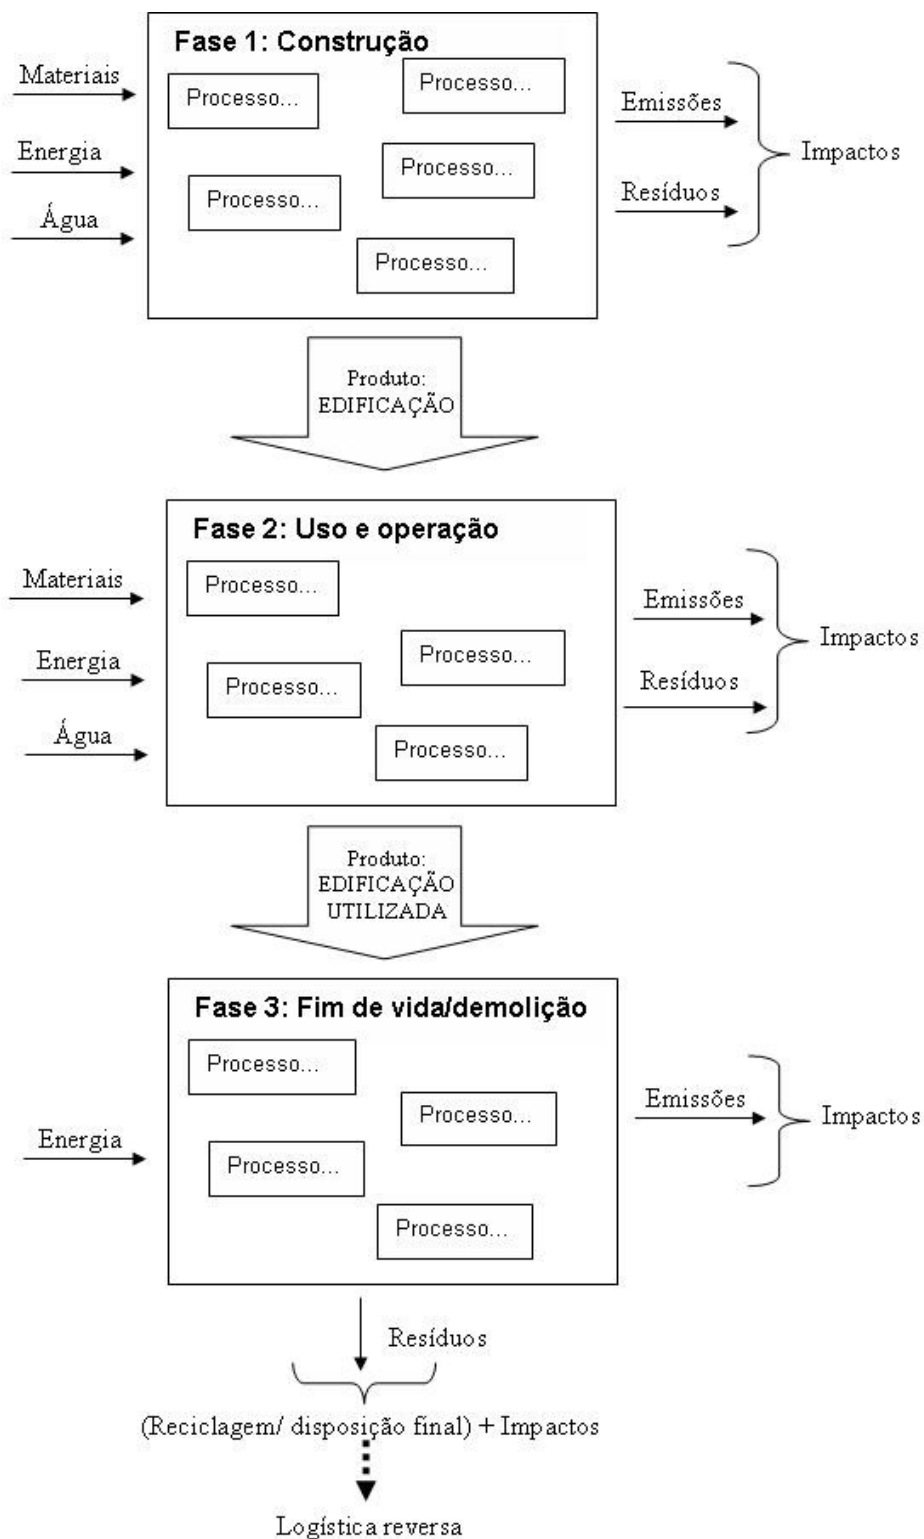 Fase 1: Construção
Materiais
Processo...
Processo...
Emissões
Energia
Processo...
Impactos
Processo...
Resíduos
Água
Processo...
Produto:
EDIFICAÇÃO
Fase 2: Uso e operação
Materiais
Processo...
Emissões
Energia
Processo...
Processo...
Impactos
Resíduos
Água
Processo...
Produto:
EDIFICAÇÃO
UTILIZADA
Fase 3: Fim de vida/demolição
Processo...
Emissões
Processo...
Impactos
Energia
Processo...
Processo...
Resíduos
(Reciclagem/ disposição final) + Impactos
Logística reversa